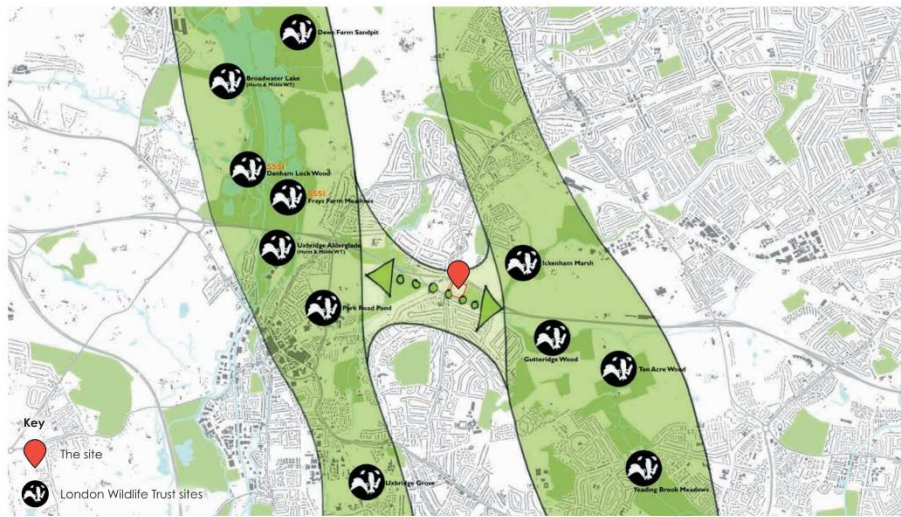 Dews Farm Sandpit
Broadwater Lake
(Herts & Middx WT)
SSSI
Denham Lock Wood
SSSI
Frays Farm Meadows
Uxbridge Alderglade
(Herts & Middx WT)
Ickenham Marsh
Park Road Pond
Gutteridge Wood
Ten Acre Wood
Uxbridge Grove
Yeading Brook Meadows
Key
The site
London Wildlife Trust sites